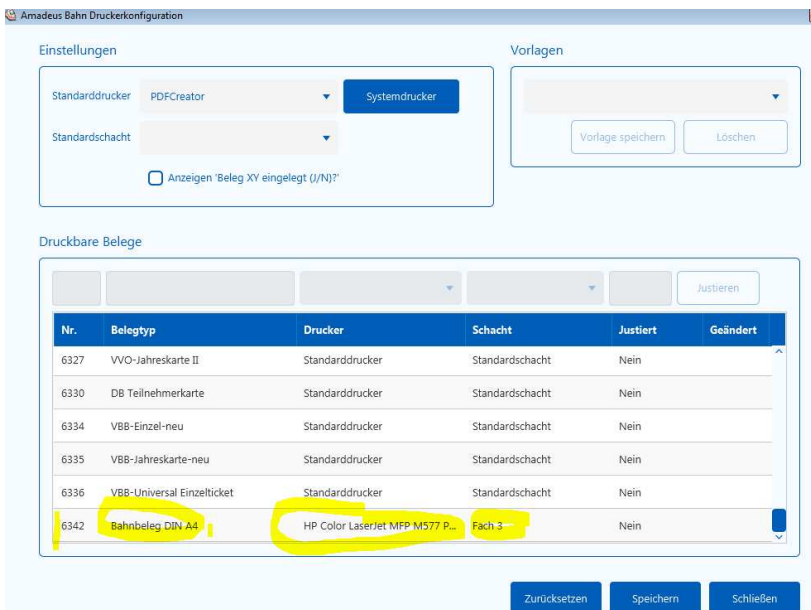 Amadeus Bahn Druckerkonfiguration
Einstellungen
Vorlagen
Standarddrucker PDFCreator Systemdrucker
Standardschacht
Vorlage speichern Löschen
Anzeigen 'Beleg XY eingelegt (J/N)?'
Druckbare Belege
Justieren
Nr. Belegtyp Drucker Schacht Justiert Geändert
6327 VVO-Jahreskarte II Standarddrucker Standardschacht Nein
6330 DB Teilnehmerkarte Standarddrucker Standardschacht Nein
6334 VBB-Einzel-neu Standarddrucker Standardschacht Nein
6335 VBB-Jahreskarte-neu Standarddrucker Standardschacht Nein
6336 VBB-Universal Einzelticket Standarddrucker Standardschacht Nein
6342 Bahnbeleg DIN A4 HP Color LaserJet MFP M577 P... Fach 3 Nein
Zurücksetzen Speichern Schließen